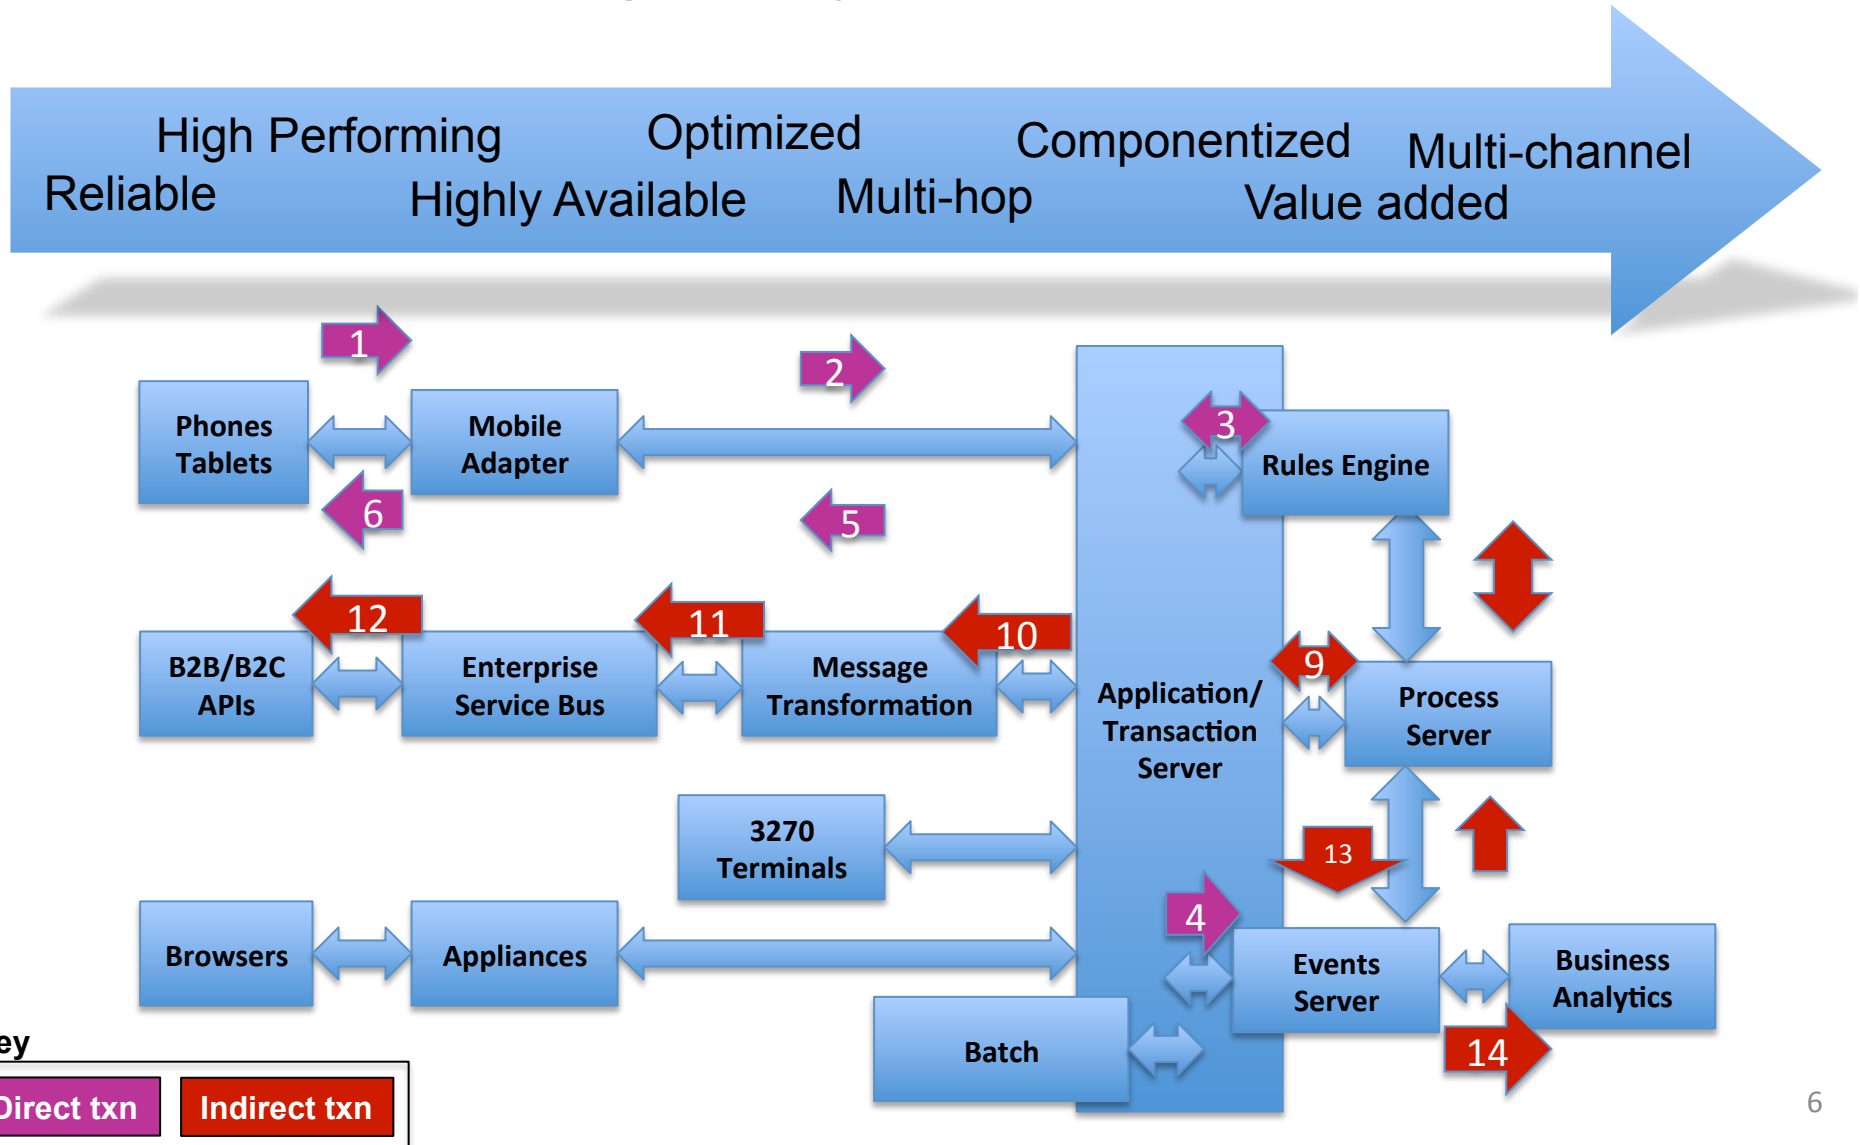 High Performing
Optimized
Componentized
Multi-channel
Reliable
Highly Available
Multi-hop
Value added
1
2
Phones
Tablets
Mobile
Adapter
3
Rules Engine
6
5
12
11
10
9
B2B/B2C
APIs
Enterprise
Service Bus
Message
Transformation
Application/
Transaction
Server
Process
Server
3270
Terminals
13
4
Browsers
Appliances
Events
Server
Business
Analytics
Batch
14
ey
Direct txn
Indirect txn
6